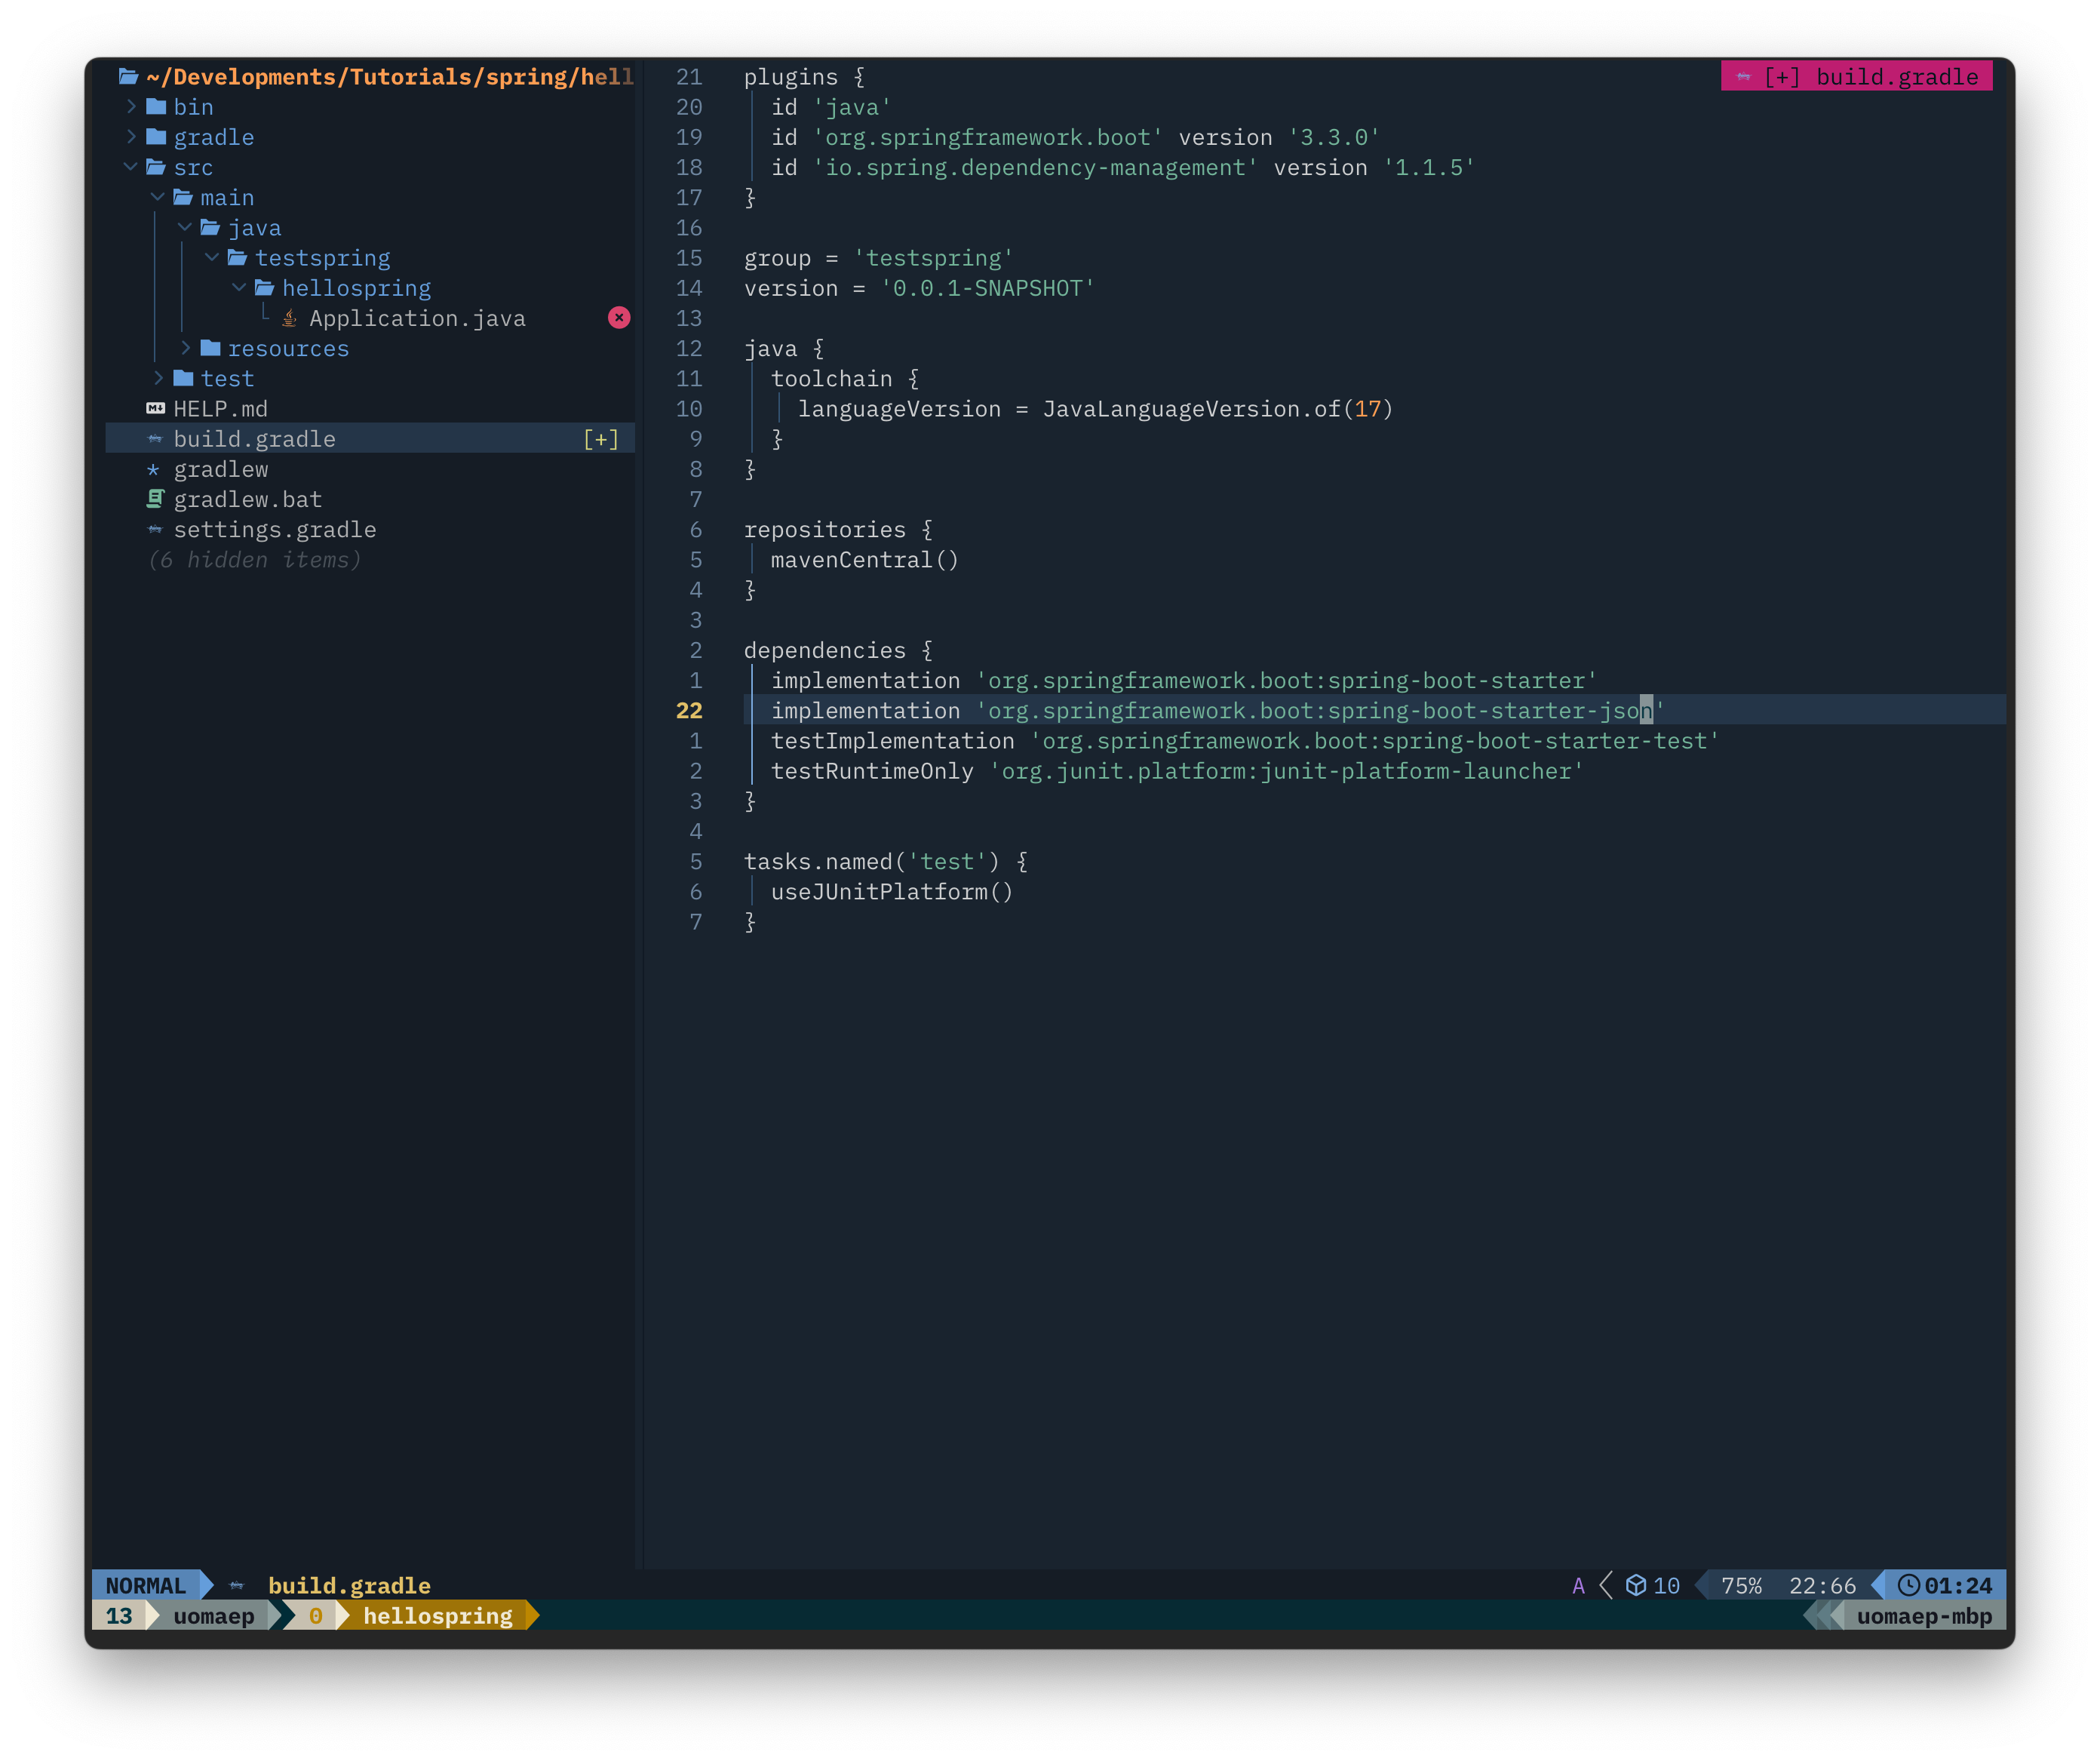 ~/Developments/Tutorials/spring/hell
bin
gradle
src
main
java
testspring
hellospring
Application.java
resources
test
HELP.md
build.gradle [+]
gradlew
gradlew.bat
settings.gradle
(6 hidden items)
[+] build.gradle
21 plugins {
20 id 'java'
19 id 'org.springframework.boot' version '3.3.0'
18 id 'io.spring.dependency-management' version '1.1.5'
17 }
16
15 group = 'testspring'
14 version = '0.0.1-SNAPSHOT'
13
12 java {
11 toolchain {
10 languageVersion = JavaLanguageVersion.of(17)
9 }
8 }
7
6 repositories {
5 mavenCentral()
4 }
3
2 dependencies {
1 implementation 'org.springframework.boot:spring-boot-starter'
22 implementation 'org.springframework.boot:spring-boot-starter-json'
1 testImplementation 'org.springframework.boot:spring-boot-starter-test'
2 testRuntimeOnly 'org.junit.platform:junit-platform-launcher'
3 }
4
5 tasks.named('test') {
6 useJUnitPlatform()
7 }
NORMAL build.gradle A 10 75% 22:66 01:24
13 uomaep 0 hellospring uomaep-mbp